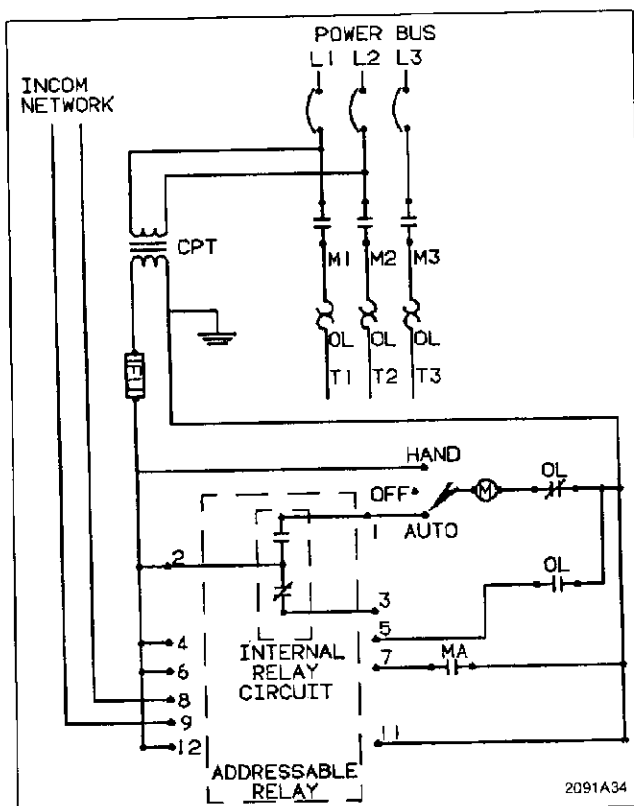 POWER BUS
L1 L2 L3
INCOM
NETWORK
CPT
M1 M2 M3
OL OL OL
T1 T2 T3
FU
HAND
OL
OFF
M
AUTO
1
2
OL
3
5
4
INTERNAL
RELAY
CIRCUIT
7 MA
6
8
9
11
12
ADDRESSABLE
RELAY
2091A34